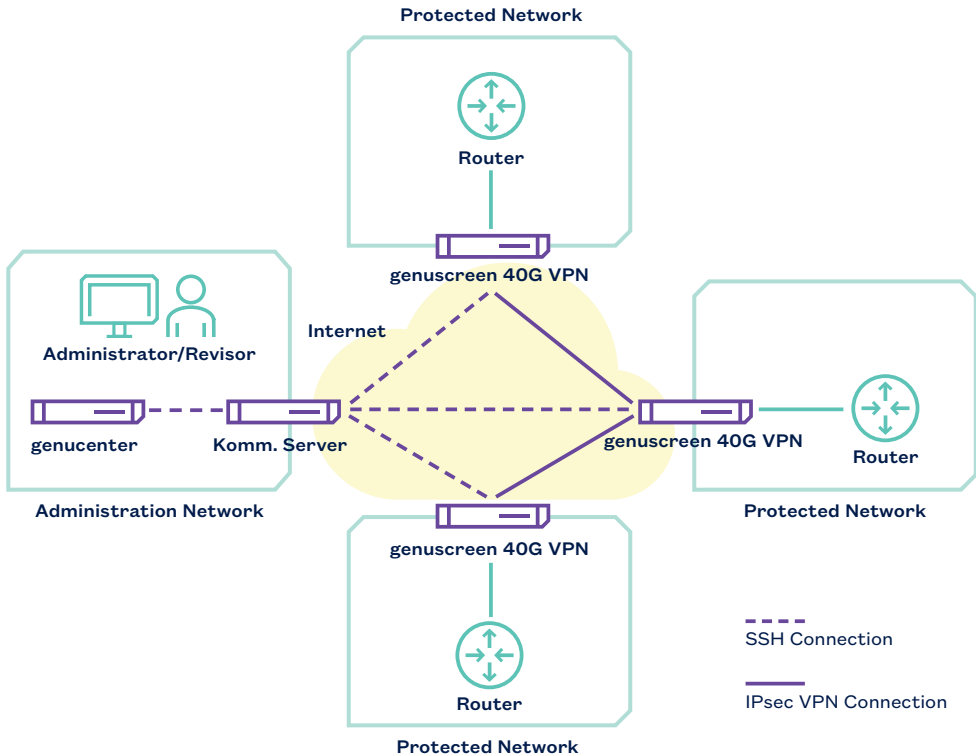 Protected Network
Router
genuscreen 40G VPN
Internet
Administrator/Revisor
genucenter
Komm. Server
Administration Network
genuscreen 40G VPN
Router
Protected Network
genuscreen 40G VPN
Router
Protected Network
SSH Connection
IPsec VPN Connection